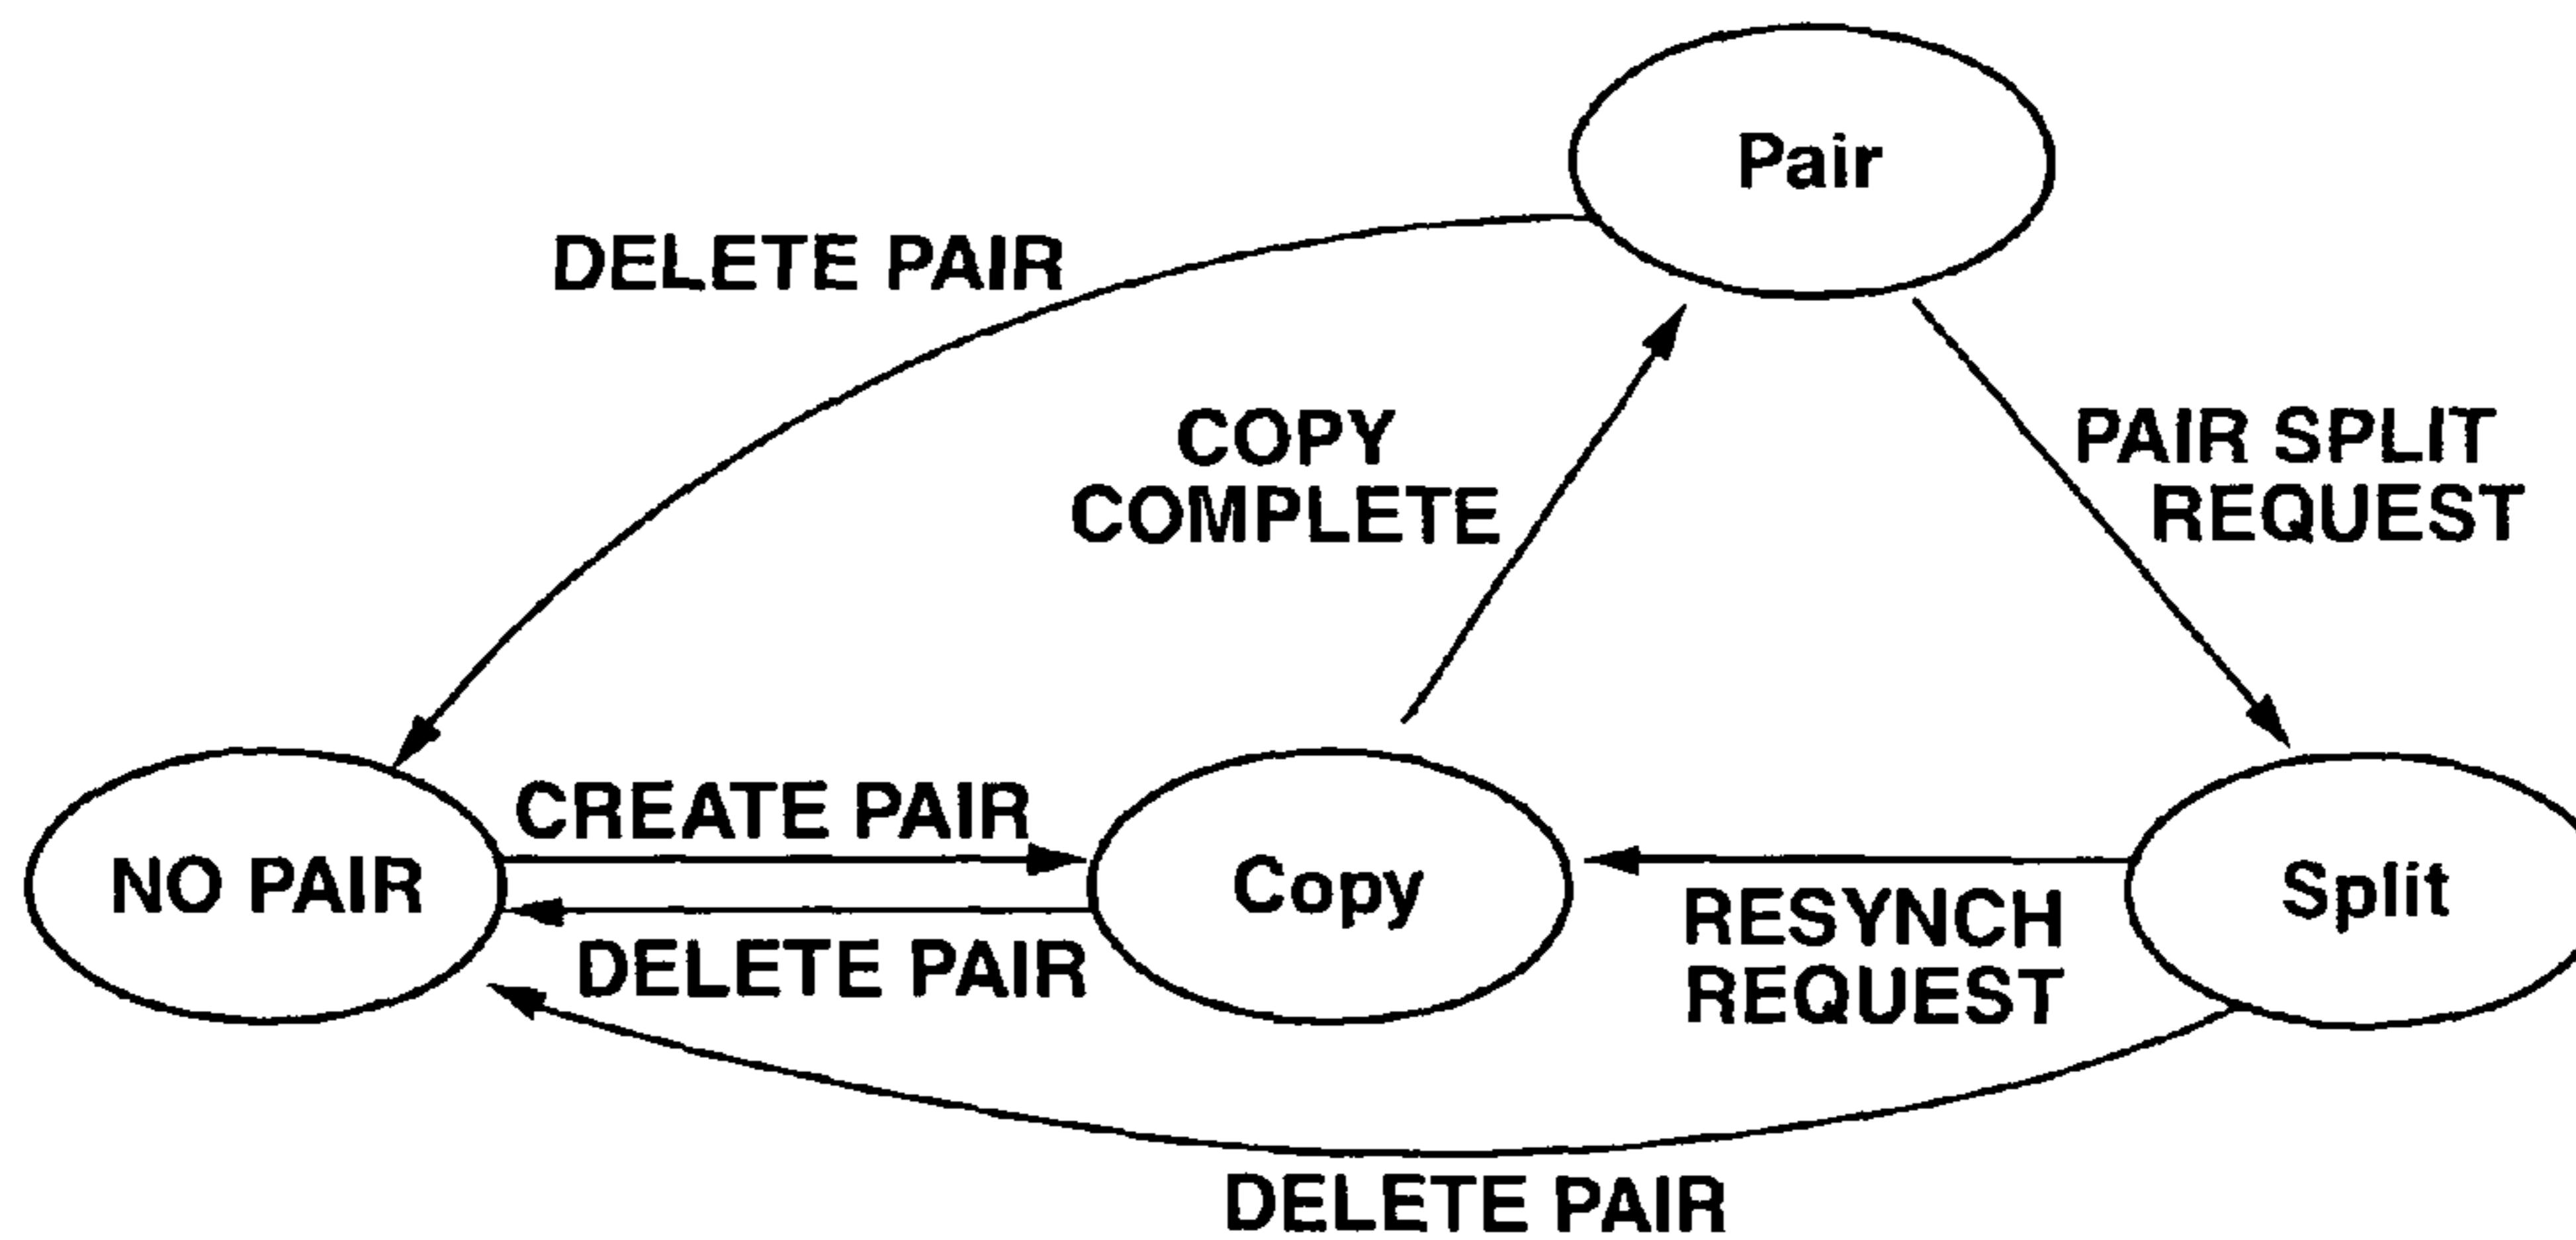 Pair
DELETE PAIR
COPY
COMPLETE
PAIR SPLIT
REQUEST
NO PAIR
CREATE PAIR
DELETE PAIR
Copy
RESYNCH
REQUEST
Split
DELETE PAIR